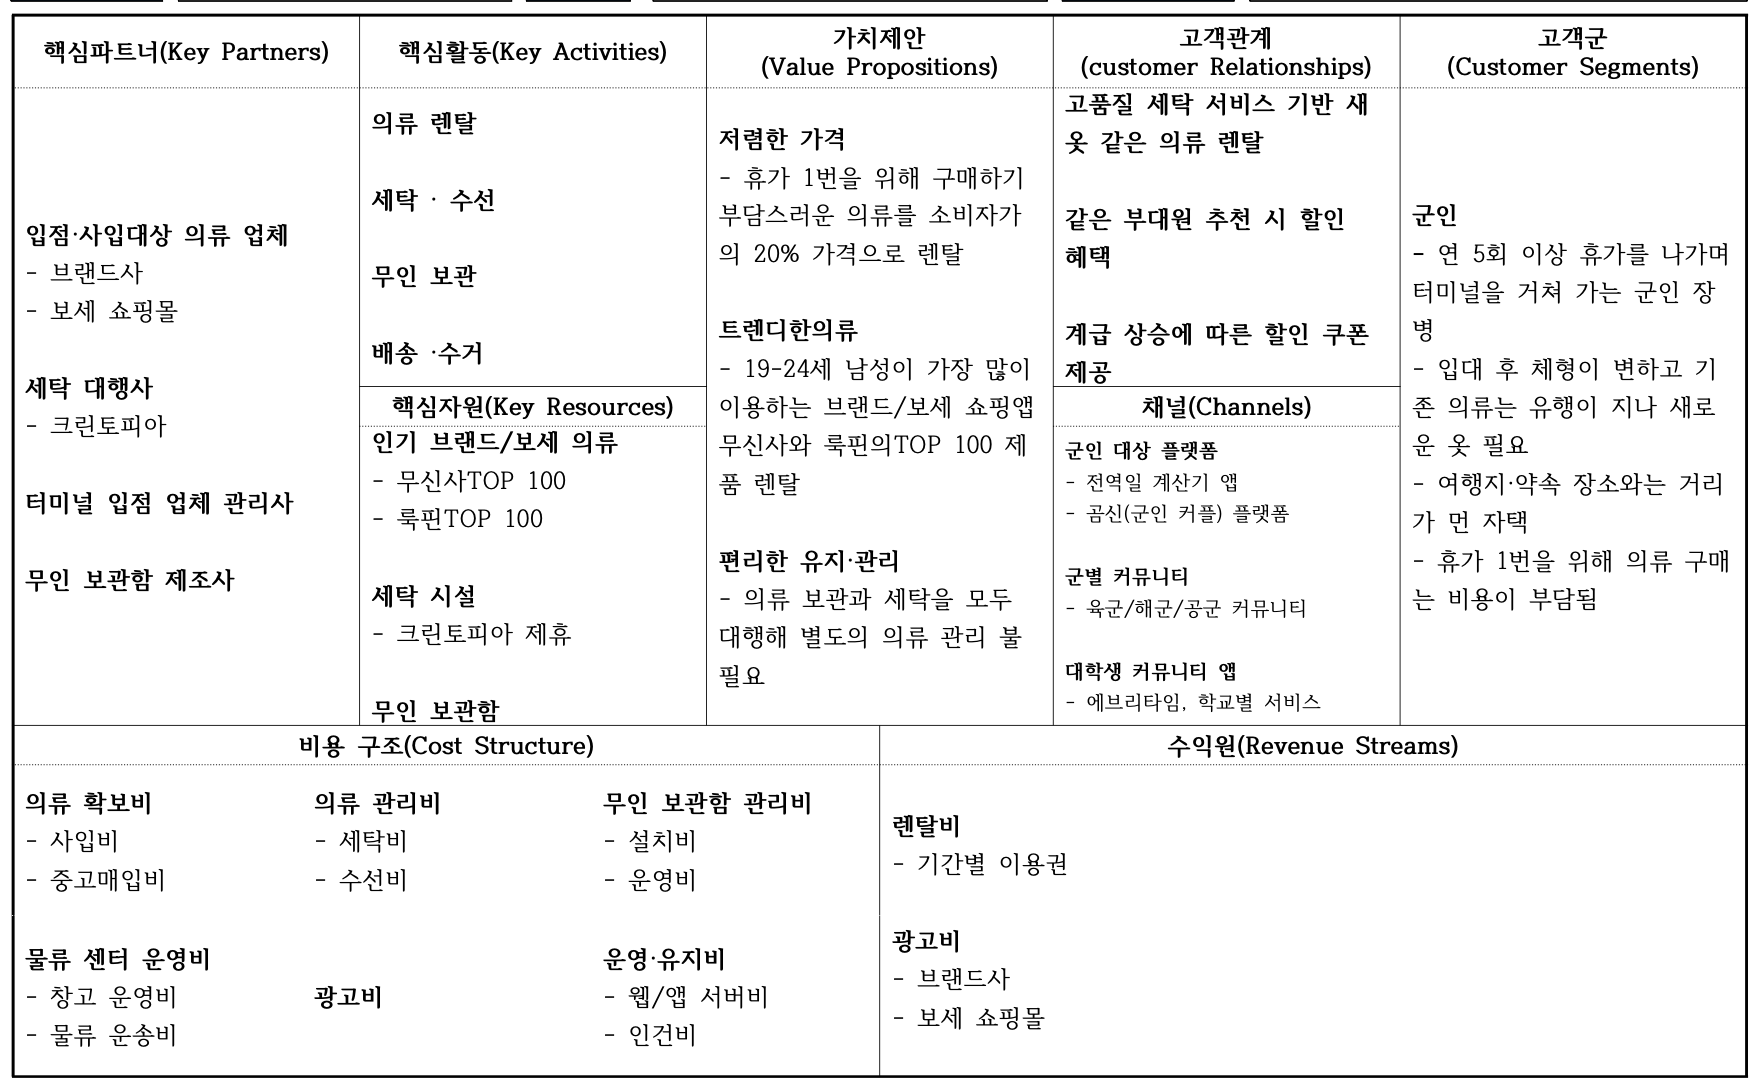 핵심파트너(Key Partners)
입점·사입대상 의류 업체
- 브랜드사
- 보세 쇼핑몰
세탁 대행사
- 크린토피아
터미널 입점 업체 관리사
무인 보관함 제조사
핵심활동(Key Activities)
의류 렌탈
세탁 · 수선
무인 보관
배송 ·수거
핵심자원(Key Resources)
인기 브랜드/보세 의류
- 무신사TOP 100
- 룩핀TOP 100
세탁 시설
- 크린토피아 제휴
무인 보관함
가치제안
(Value Propositions)
저렴한 가격
- 휴가 1번을 위해 구매하기
부담스러운 의류를 소비자가
의 20% 가격으로 렌탈
트렌디한의류
- 19-24세 남성이 가장 많이
이용하는 브랜드/보세 쇼핑앱
무신사와 룩핀의TOP 100 제
품 렌탈
편리한 유지·관리
- 의류 보관과 세탁을 모두
대행해 별도의 의류 관리 불
필요
고객관계
(customer Relationships)
고품질 세탁 서비스 기반 새
옷 같은 의류 렌탈
같은 부대원 추천 시 할인
혜택
계급 상승에 따른 할인 쿠폰
제공
채널(Channels)
군인 대상 플랫폼
- 전역일 계산기 앱
- 곰신(군인 커플) 플랫폼
군별 커뮤니티
- 육군/해군/공군 커뮤니티
대학생 커뮤니티 앱
- 에브리타임, 학교별 서비스
고객군
(Customer Segments)
군인
- 연 5회 이상 휴가를 나가며
터미널을 거쳐 가는 군인 장
병
- 입대 후 체형이 변하고 기
존 의류는 유행이 지나 새로
운 옷 필요
- 여행지·약속 장소와는 거리
가 먼 자택
- 휴가 1번을 위해 의류 구매
는 비용이 부담됨
비용 구조(Cost Structure)
의류 확보비
- 사입비
- 중고매입비
의류 관리비
- 세탁비
- 수선비
무인 보관함 관리비
- 설치비
- 운영비
물류 센터 운영비
- 창고 운영비
- 물류 운송비
광고비
운영·유지비
- 웹/앱 서버비
- 인건비
수익원(Revenue Streams)
렌탈비
- 기간별 이용권
광고비
- 브랜드사
- 보세 쇼핑몰